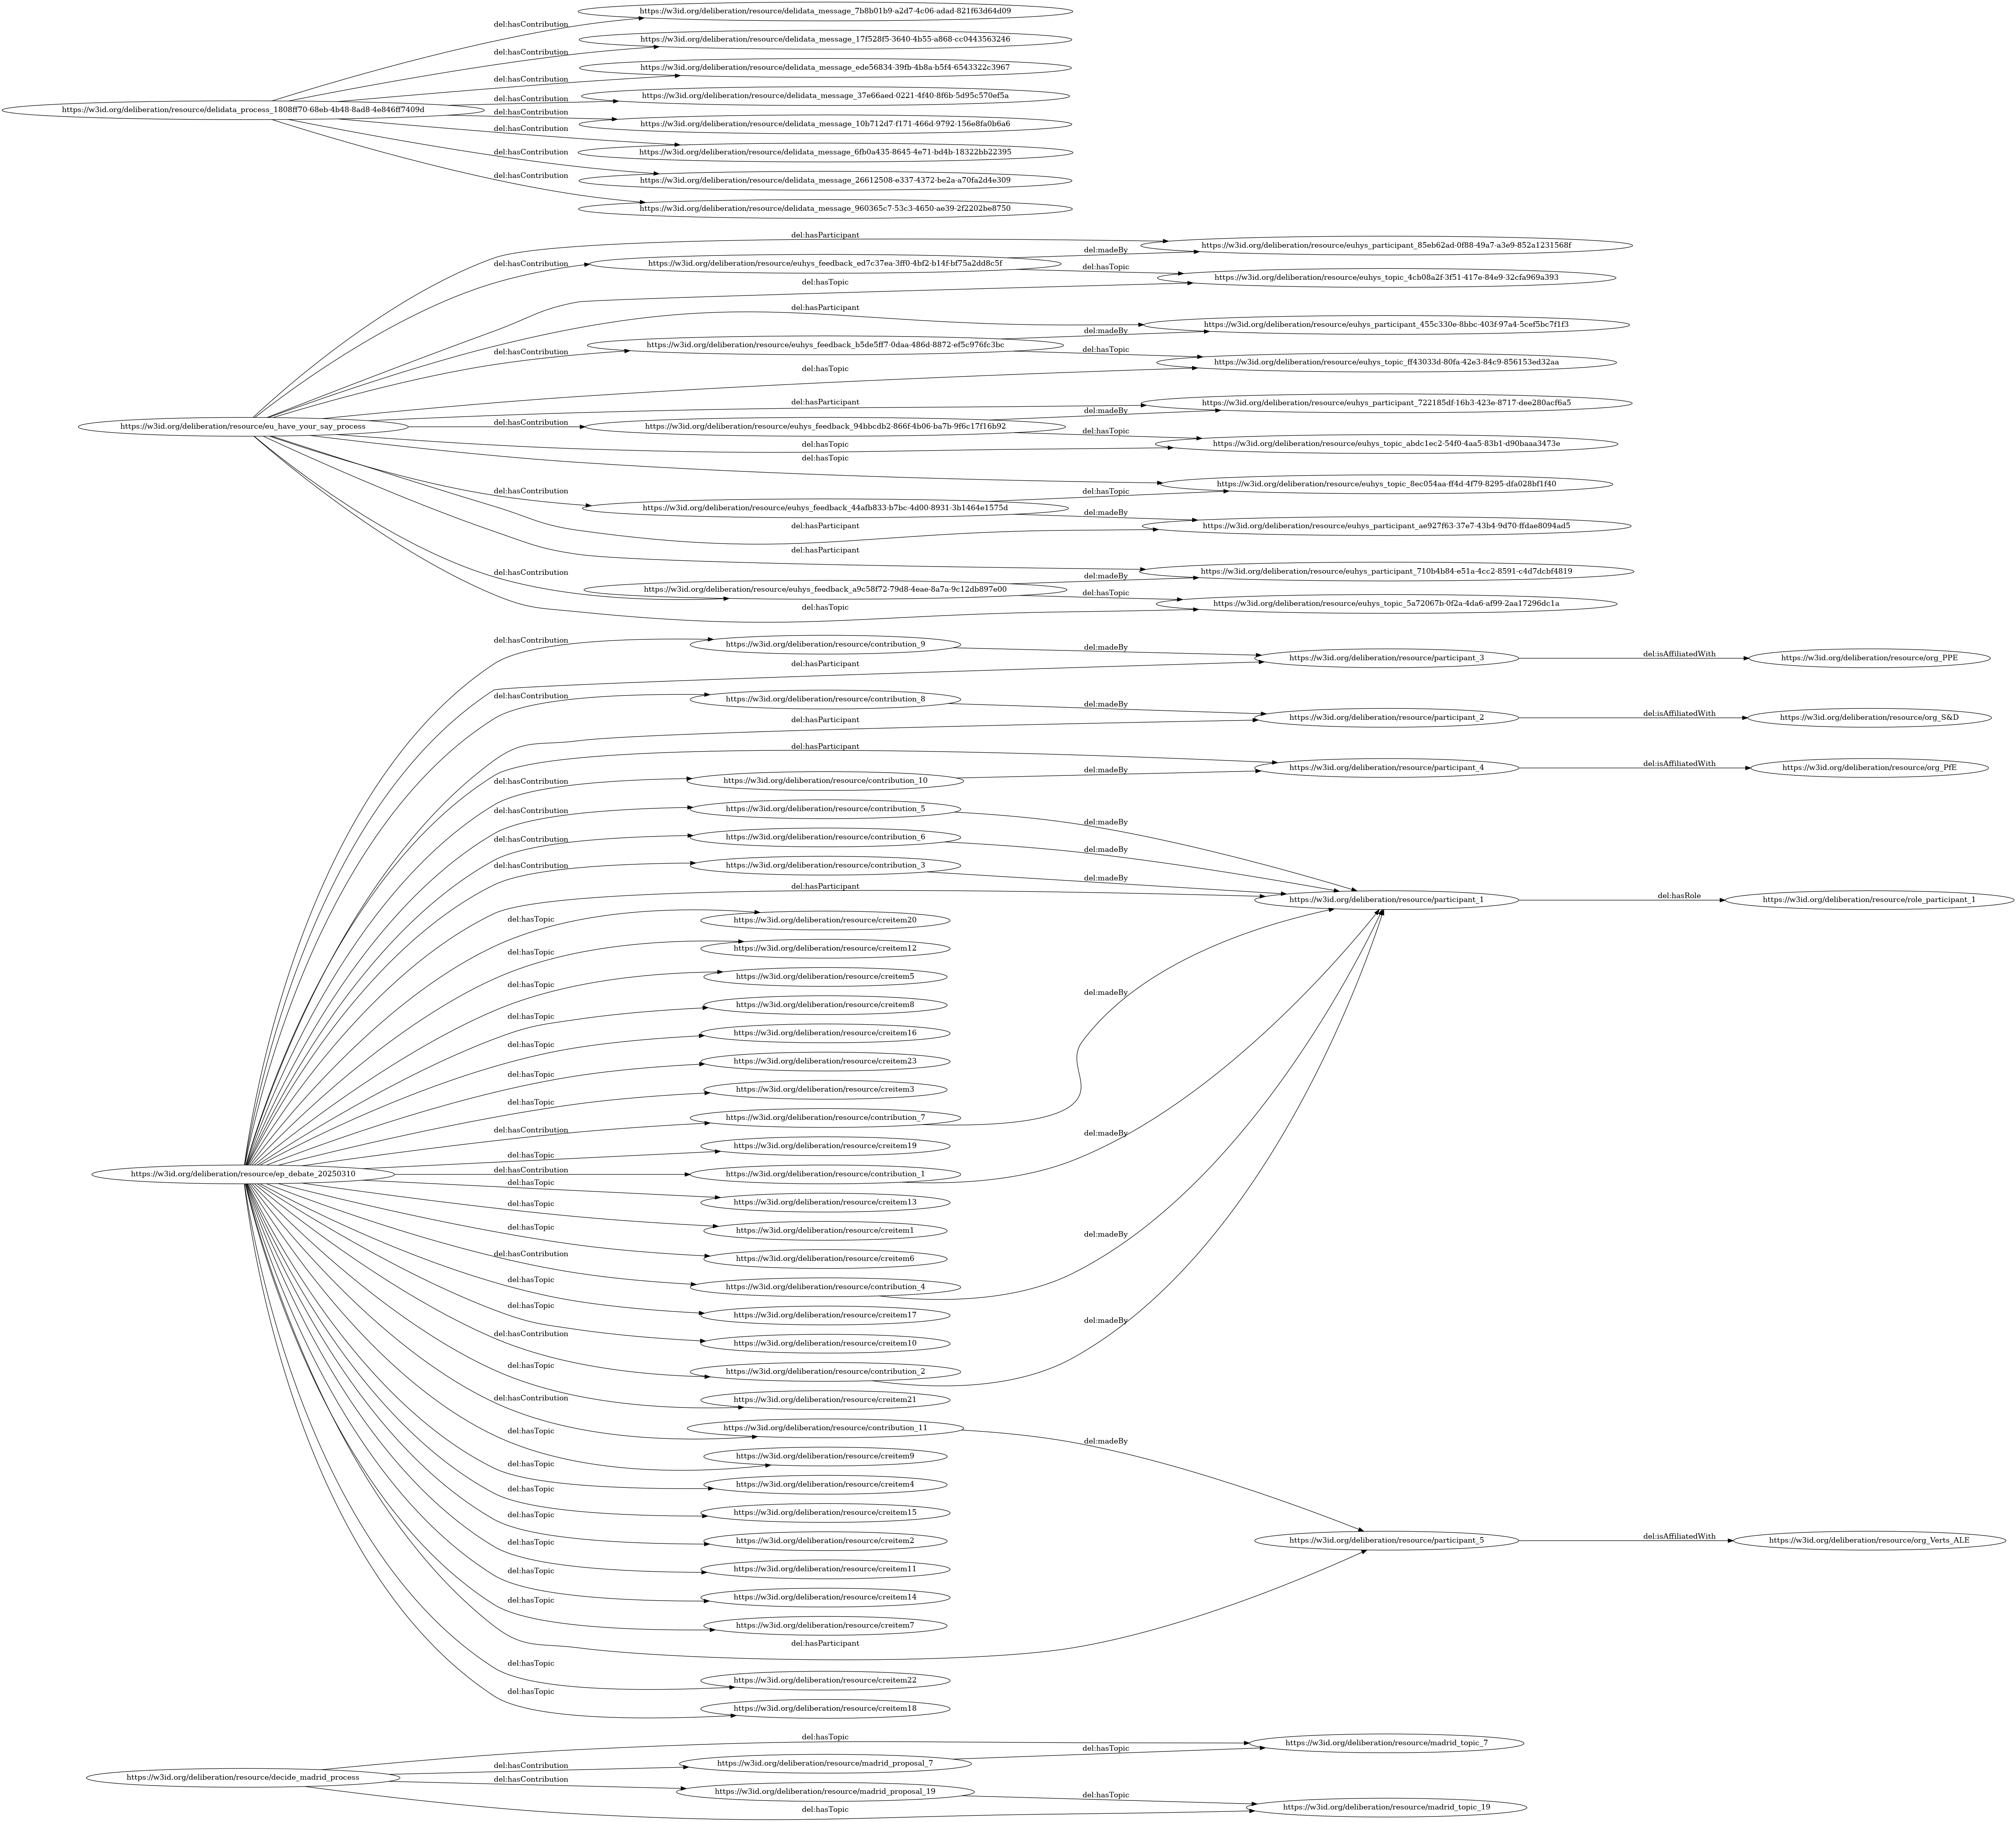 https://w3id.org/deliberation/resource/delidata_message_7b8b01b9-a2d7-4c06-adad-821f63d64d09
del:hasContribution
https://w3id.org/deliberation/resource/delidata_message_17f528f5-3640-4b55-a868-cc0443563246
del:hasContribution
https://w3id.org/deliberation/resource/delidata_message_ede56834-39fb-4b8a-b5f4-6543322c3967
del:hasContribution
https://w3id.org/deliberation/resource/delidata_message_37e66aed-0221-4f40-8f6b-5d95c570ef5a
del:hasContribution
https://w3id.org/deliberation/resource/delidata_process_1808ff70-68eb-4b48-8ad8-4e846ff7409d
del:hasContribution
https://w3id.org/deliberation/resource/delidata_message_10b712d7-f171-466d-9792-156e8fa0b6a6
del:hasContribution
https://w3id.org/deliberation/resource/delidata_message_6fb0a435-8645-4e71-bd4b-18322bb22395
del:hasContribution
https://w3id.org/deliberation/resource/delidata_message_26612508-e337-4372-be2a-a70fa2d4e309
del:hasContribution
https://w3id.org/deliberation/resource/delidata_message_960365c7-53c3-4650-ae39-2f2202be8750
del:hasParticipant
https://w3id.org/deliberation/resource/euhys_participant_85eb62ad-0f88-49a7-a3e9-852a1231568f
del:madeBy
del:hasContribution
https://w3id.org/deliberation/resource/euhys_feedback_ed7c37ea-3ff0-4bf2-b14f-bf75a2dd8c5f
del:hasTopic
https://w3id.org/deliberation/resource/euhys_topic_4cb08a2f-3f51-417e-84e9-32cfa969a393
del:hasTopic
del:hasParticipant
https://w3id.org/deliberation/resource/euhys_participant_455c330e-8bbc-403f-97a4-5cef5bc7f1f3
del:madeBy
https://w3id.org/deliberation/resource/euhys_feedback_b5de5ff7-0daa-486d-8872-ef5c976fc3bc
del:hasContribution
del:hasTopic
https://w3id.org/deliberation/resource/euhys_topic_ff43033d-80fa-42e3-84c9-856153ed32aa
del:hasTopic
del:hasParticipant
https://w3id.org/deliberation/resource/euhys_participant_722185df-16b3-423e-8717-dee280acf6a5
del:madeBy
del:hasContribution
https://w3id.org/deliberation/resource/eu_have_your_say_process
https://w3id.org/deliberation/resource/euhys_feedback_94bbcdb2-866f-4b06-ba7b-9f6c17f16b92
del:hasTopic
https://w3id.org/deliberation/resource/euhys_topic_abdc1ec2-54f0-4aa5-83b1-d90baaa3473e
del:hasTopic
del:hasTopic
https://w3id.org/deliberation/resource/euhys_topic_8ec054aa-ff4d-4f79-8295-dfa028bf1f40
del:hasContribution
del:hasTopic
https://w3id.org/deliberation/resource/euhys_feedback_44afb833-b7bc-4d00-8931-3b1464e1575d
del:madeBy
https://w3id.org/deliberation/resource/euhys_participant_ae927f63-37e7-43b4-9d70-ffdae8094ad5
del:hasParticipant
del:hasParticipant
https://w3id.org/deliberation/resource/euhys_participant_710b4b84-e51a-4cc2-8591-c4d7dcbf4819
del:hasContribution
del:madeBy
https://w3id.org/deliberation/resource/euhys_feedback_a9c58f72-79d8-4eae-8a7a-9c12db897e00
del:hasTopic
https://w3id.org/deliberation/resource/euhys_topic_5a72067b-0f2a-4da6-af99-2aa17296dc1a
del:hasTopic
del:hasContribution
https://w3id.org/deliberation/resource/contribution_9
del:madeBy
https://w3id.org/deliberation/resource/participant_3
del:isAffiliatedWith
https://w3id.org/deliberation/resource/org_PPE
del:hasParticipant
del:hasContribution
https://w3id.org/deliberation/resource/contribution_8
del:madeBy
https://w3id.org/deliberation/resource/participant_2
del:isAffiliatedWith
https://w3id.org/deliberation/resource/org_S&D
del:hasParticipant
del:hasParticipant
https://w3id.org/deliberation/resource/participant_4
del:isAffiliatedWith
https://w3id.org/deliberation/resource/org_PfE
del:hasContribution
https://w3id.org/deliberation/resource/contribution_10
del:madeBy
del:hasContribution
https://w3id.org/deliberation/resource/contribution_5
del:madeBy
del:hasContribution
https://w3id.org/deliberation/resource/contribution_6
del:madeBy
del:hasContribution
https://w3id.org/deliberation/resource/contribution_3
del:madeBy
del:hasParticipant
https://w3id.org/deliberation/resource/participant_1
del:hasRole
https://w3id.org/deliberation/resource/role_participant_1
del:hasTopic
https://w3id.org/deliberation/resource/creitem20
del:hasTopic
https://w3id.org/deliberation/resource/creitem12
del:hasTopic
https://w3id.org/deliberation/resource/creitem5
del:madeBy
del:hasTopic
https://w3id.org/deliberation/resource/creitem8
del:hasTopic
https://w3id.org/deliberation/resource/creitem16
del:hasTopic
https://w3id.org/deliberation/resource/creitem23
del:hasTopic
https://w3id.org/deliberation/resource/creitem3
del:hasContribution
https://w3id.org/deliberation/resource/contribution_7
del:madeBy
del:hasTopic
https://w3id.org/deliberation/resource/creitem19
https://w3id.org/deliberation/resource/ep_debate_20250310
del:hasContribution
https://w3id.org/deliberation/resource/contribution_1
del:hasTopic
https://w3id.org/deliberation/resource/creitem13
del:hasTopic
https://w3id.org/deliberation/resource/creitem1
del:hasTopic
https://w3id.org/deliberation/resource/creitem6
del:madeBy
del:hasContribution
https://w3id.org/deliberation/resource/contribution_4
del:hasTopic
https://w3id.org/deliberation/resource/creitem17
del:hasTopic
https://w3id.org/deliberation/resource/creitem10
del:madeBy
del:hasContribution
https://w3id.org/deliberation/resource/contribution_2
del:hasTopic
https://w3id.org/deliberation/resource/creitem21
del:hasContribution
https://w3id.org/deliberation/resource/contribution_11
del:madeBy
del:hasTopic
https://w3id.org/deliberation/resource/creitem9
del:hasTopic
https://w3id.org/deliberation/resource/creitem4
del:hasTopic
https://w3id.org/deliberation/resource/creitem15
del:hasTopic
https://w3id.org/deliberation/resource/creitem2
https://w3id.org/deliberation/resource/participant_5
del:isAffiliatedWith
https://w3id.org/deliberation/resource/org_Verts_ALE
del:hasTopic
https://w3id.org/deliberation/resource/creitem11
del:hasTopic
https://w3id.org/deliberation/resource/creitem14
del:hasTopic
https://w3id.org/deliberation/resource/creitem7
del:hasParticipant
del:hasTopic
https://w3id.org/deliberation/resource/creitem22
del:hasTopic
https://w3id.org/deliberation/resource/creitem18
del:hasTopic
https://w3id.org/deliberation/resource/madrid_topic_7
del:hasContribution
https://w3id.org/deliberation/resource/madrid_proposal_7
del:hasTopic
https://w3id.org/deliberation/resource/decide_madrid_process
del:hasContribution
https://w3id.org/deliberation/resource/madrid_proposal_19
del:hasTopic
https://w3id.org/deliberation/resource/madrid_topic_19
del:hasTopic